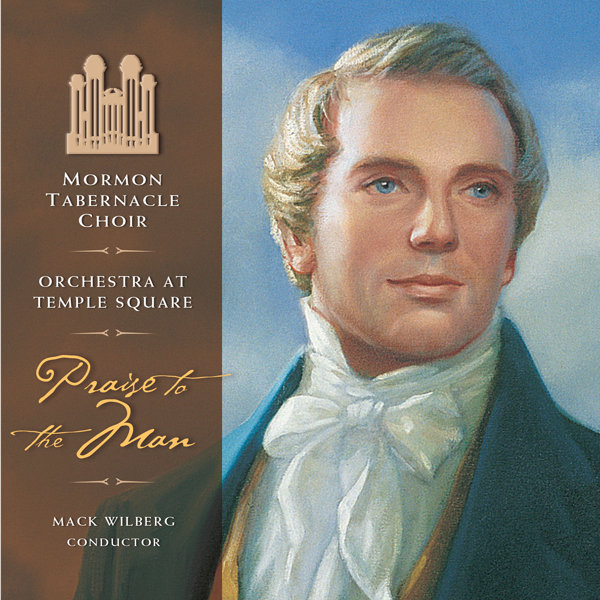 MORMON
TABERNACLE
CHOIR
ORCHESTRA AT
TEMPLE SQUARE
Praise to
the Man
MACK WILBERG
CONDUCTOR